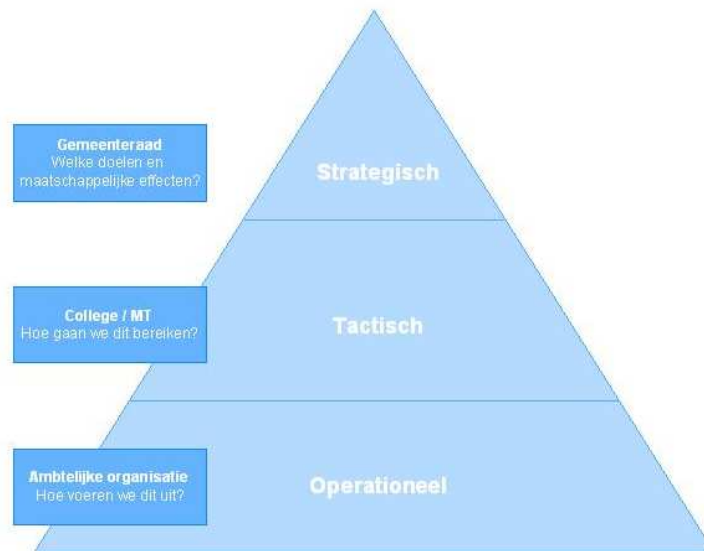 Gemeenteraad
Welke doelen en
maatschappelijke effecten?
Strategisch
College / MT
Hoe gaan we dit bereiken?
Tactisch
Ambtelijke organisatie
Hoe voeren we dit uit?
Operationeel